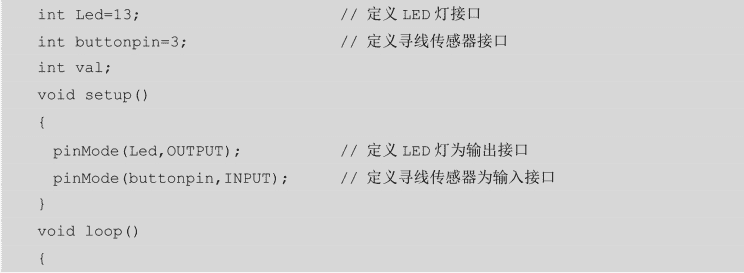 int Led=13; // 定义 LED 灯接口
int buttonpin=3; // 定义寻线传感器接口
int val;
void setup()
{
pinMode(Led,OUTPUT); // 定义 LED 灯为输出接口
pinMode(buttonpin,INPUT); // 定义寻线传感器为输入接口
}
void loop()
{